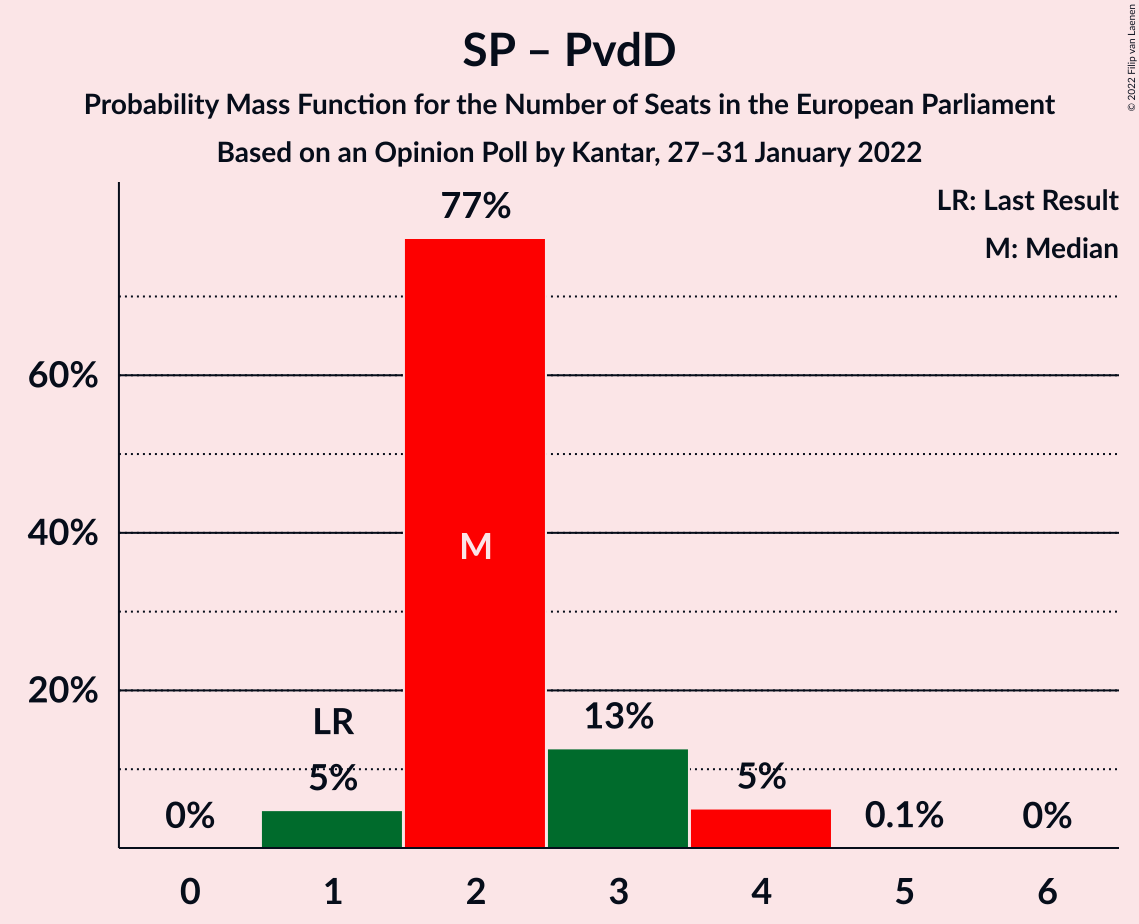 SP – PvdD
Probability Mass Function for the Number of Seats in the European Parliament
Based on an Opinion Poll by Kantar, 27–31 January 2022
© 2022 Filip van Laenen
LR: Last Result
M: Median
77%
60%
M
40%
20%
LR
13%
5%
5%
0%
0.1%
0%
0 1 2 3 4 5 6